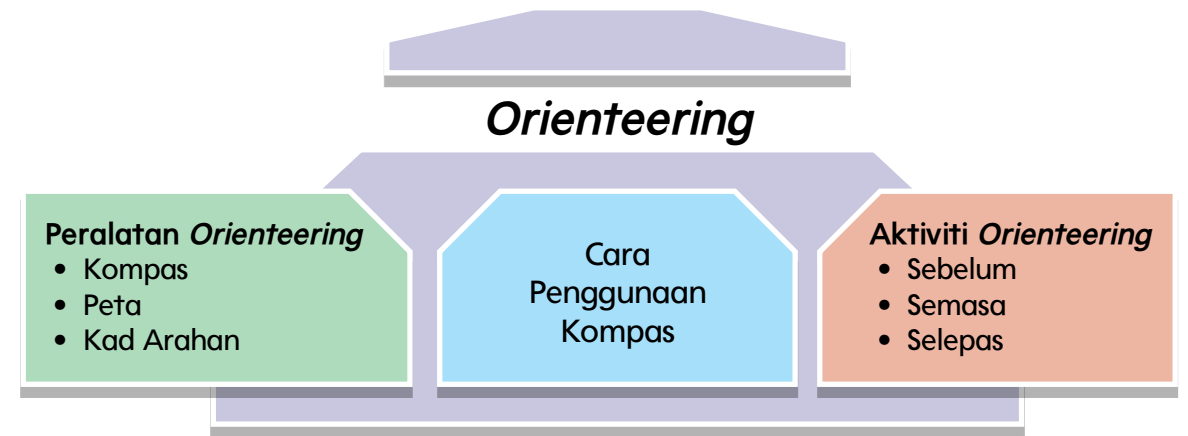 Orienteering
Peralatan Orienteering
• Kompas
• Peta
• Kad Arahan
Cara
Penggunaan
Kompas
Aktiviti Orienteering
• Sebelum
• Semasa
• Selepas